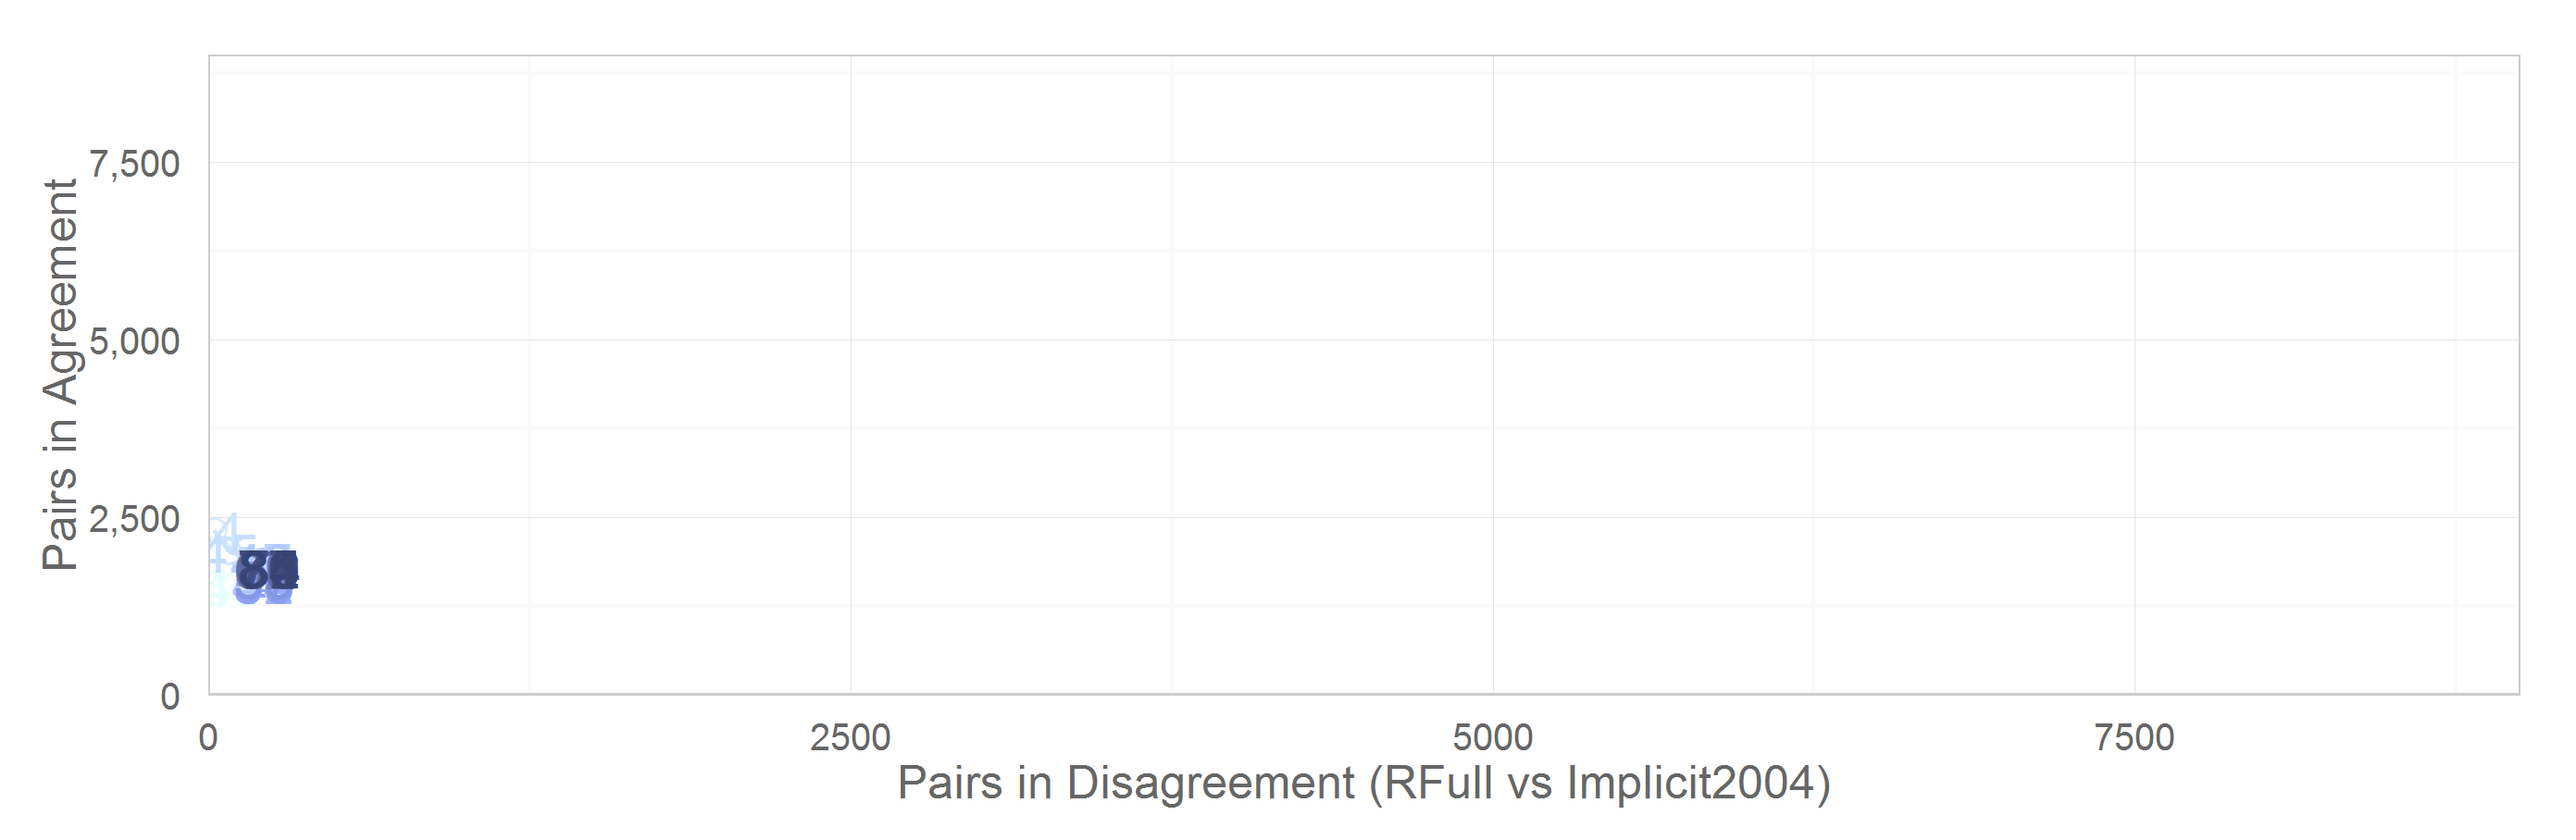 Pairs in Agreement
7,500
5,000
2,500
0
0 2500 5000 7500
Pairs in Disagreement (RFull vs Implicit2004)